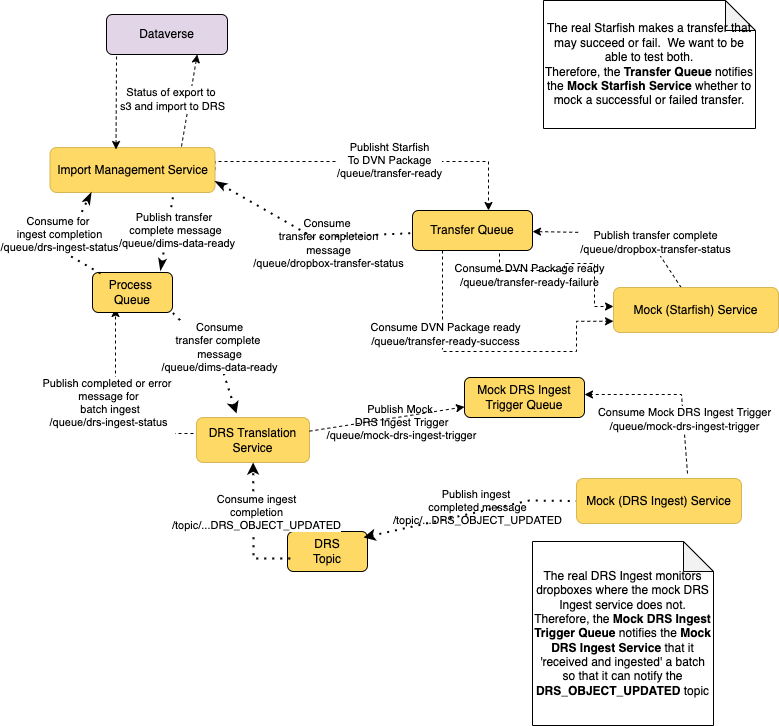 Dataverse
Status of export to
s3 and import to DRS
The real Starfish makes a transfer that
may succeed or fail.  We want to be
able to test both.
Therefore, the Transfer Queue notifies
the Mock Starfish Service whether to
mock a successful or failed transfer.
Import Management Service
Publisht Starfish
To DVN Package
/queue/transfer-ready
Consume for
ingest completion
/queue/drs-ingest-status
Publish transfer
complete message
/queue/dims-data-ready
Consume
transfer completion
message
/queue/dropbox-transfer-status
Transfer Queue
Publish transfer complete
/queue/dropbox-transfer-status
Consume DVN Package ready
/queue/transfer-ready-failure
Process
Queue
Mock (Starfish) Service
Consume
transfer complete
message
/queue/dims-data-ready
Consume DVN Package ready
/queue/transfer-ready-success
Publish completed or error
message for
batch ingest
/queue/drs-ingest-status
Mock DRS Ingest
Trigger Queue
Publish Mock
DRS Ingest Trigger
/queue/mock-drs-ingest-trigger
Consume Mock DRS Ingest Trigger
/queue/mock-drs-ingest-trigger
DRS Translation
Service
Consume ingest
completion
/topic/...DRS_OBJECT_UPDATED
Publish ingest
completed message
/topic/...DRS_OBJECT_UPDATED
Mock (DRS Ingest) Service
DRS
Topic
The real DRS Ingest monitors
dropboxes where the mock DRS
Ingest service does not.
Therefore, the Mock DRS Ingest
Trigger Queue notifies the Mock
DRS Ingest Service that it
'received and ingested' a batch
so that it can notify the
DRS_OBJECT_UPDATED topic